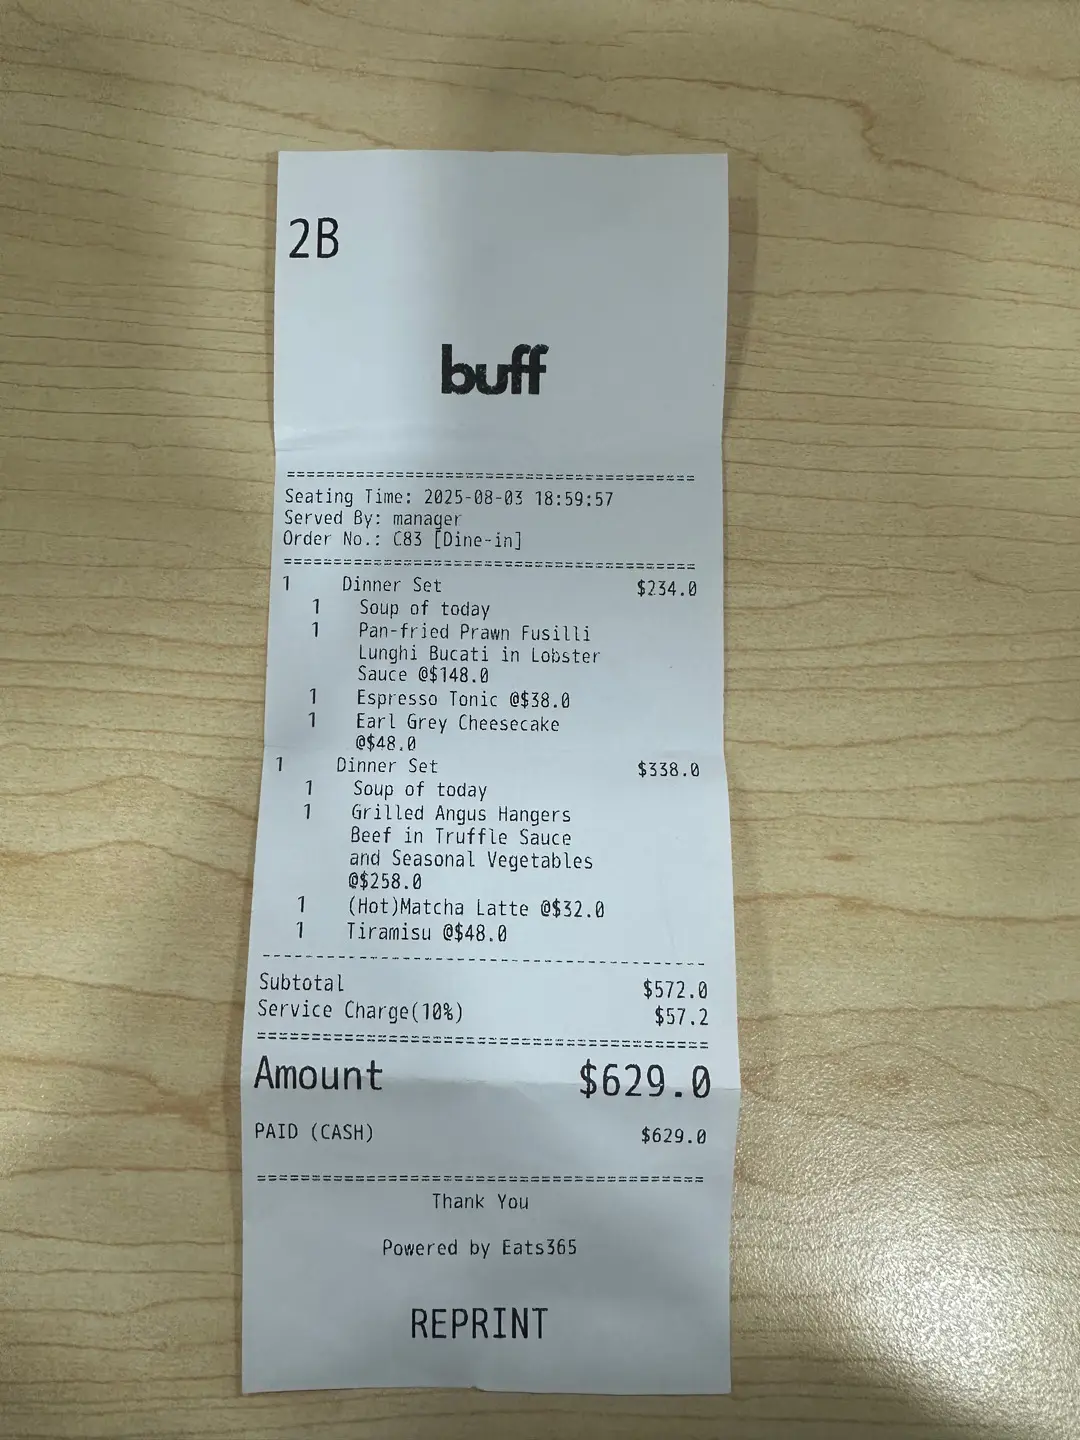 2B
buff
========================================
Seating Time: 2025-08-03 18:59:57
Served By: manager
Order No.: C83 [Dine-in]
========================================
1 Dinner Set $234.0
1 Soup of today
1 Pan-fried Prawn Fusilli
Lunghi Bucati in Lobster
Sauce @$148.0
1 Espresso Tonic @$38.0
1 Earl Grey Cheesecake
@$48.0
1 Dinner Set $338.0
1 Soup of today
1 Grilled Angus Hangers
Beef in Truffle Sauce
and Seasonal Vegetables
@$258.0
1 (Hot)Matcha Latte @$32.0
1 Tiramisu @$48.0
----------------------------------------
Subtotal $572.0
Service Charge(10%) $57.2
========================================
Amount $629.0
PAID (CASH) $629.0
========================================
Thank You
Powered by Eats365
REPRINT